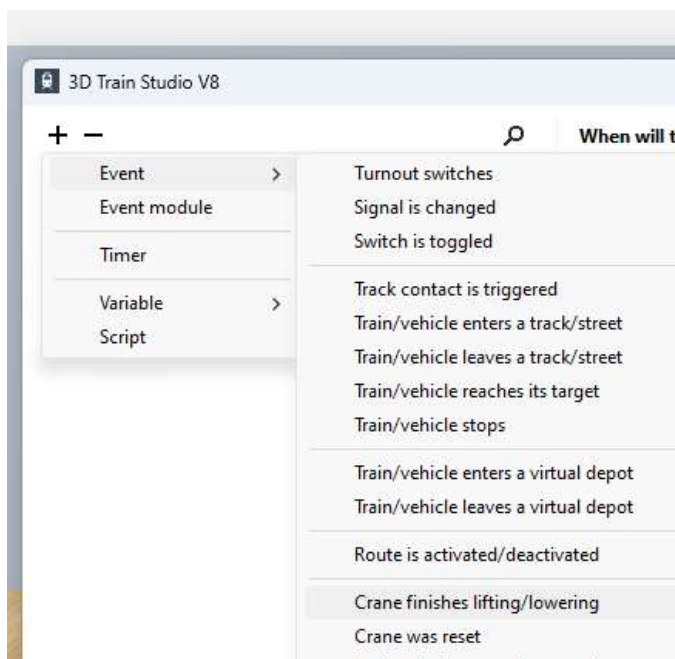 3D Train Studio V8
When will t
Event
Event module
Timer
Variable
Script
Turnout switches
Signal is changed
Switch is toggled
Track contact is triggered
Train/vehicle enters a track/street
Train/vehicle leaves a track/street
Train/vehicle reaches its target
Train/vehicle stops
Train/vehicle enters a virtual depot
Train/vehicle leaves a virtual depot
Route is activated/deactivated
Crane finishes lifting/lowering
Crane was reset